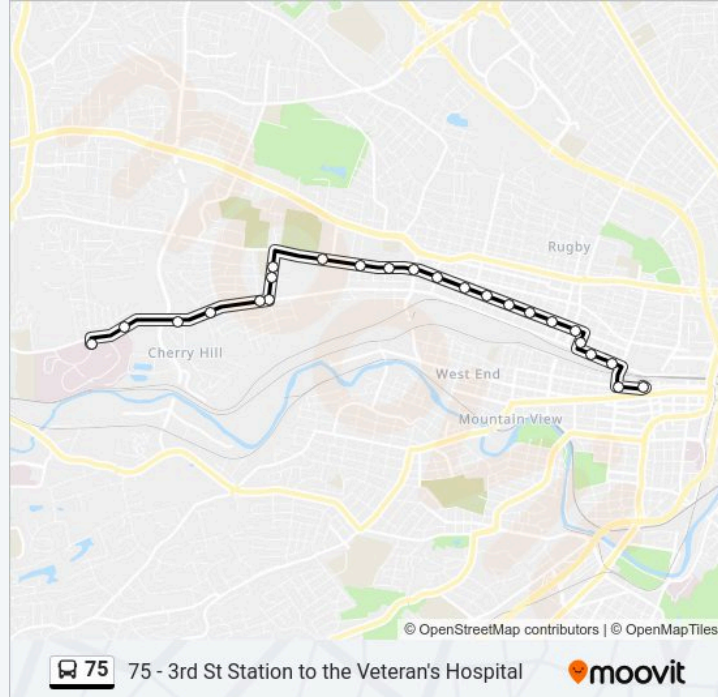 Rugby
Cherry Hill
West End
Mountain View
© OpenStreetMap contributors | © OpenMapTiles
75
75 - 3rd St Station to the Veteran's Hospital
moovit